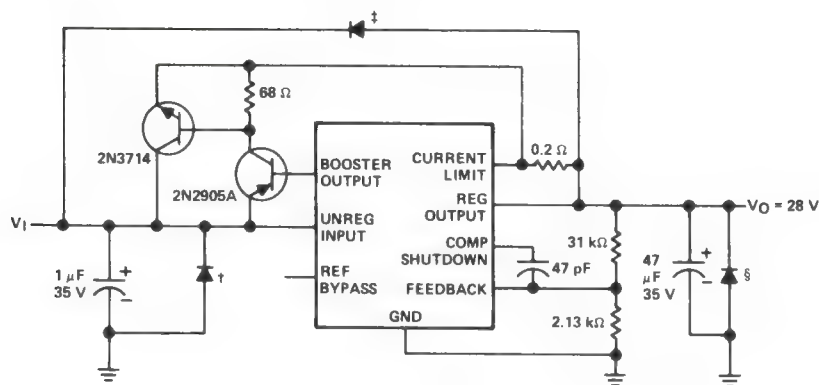 ‡
68 Ω
2N3714
2N2905A
BOOSTER
OUTPUT
CURRENT
LIMIT
0.2 Ω
UNREG
INPUT
REG
OUTPUT
VI
VO = 28 V
COMP
SHUTDOWN
31 kΩ
1 μF
35 V
+
−
†
REF
BYPASS
47 pF
FEEDBACK
47
μF
35 V
+
−
§
GND
2.13 kΩ